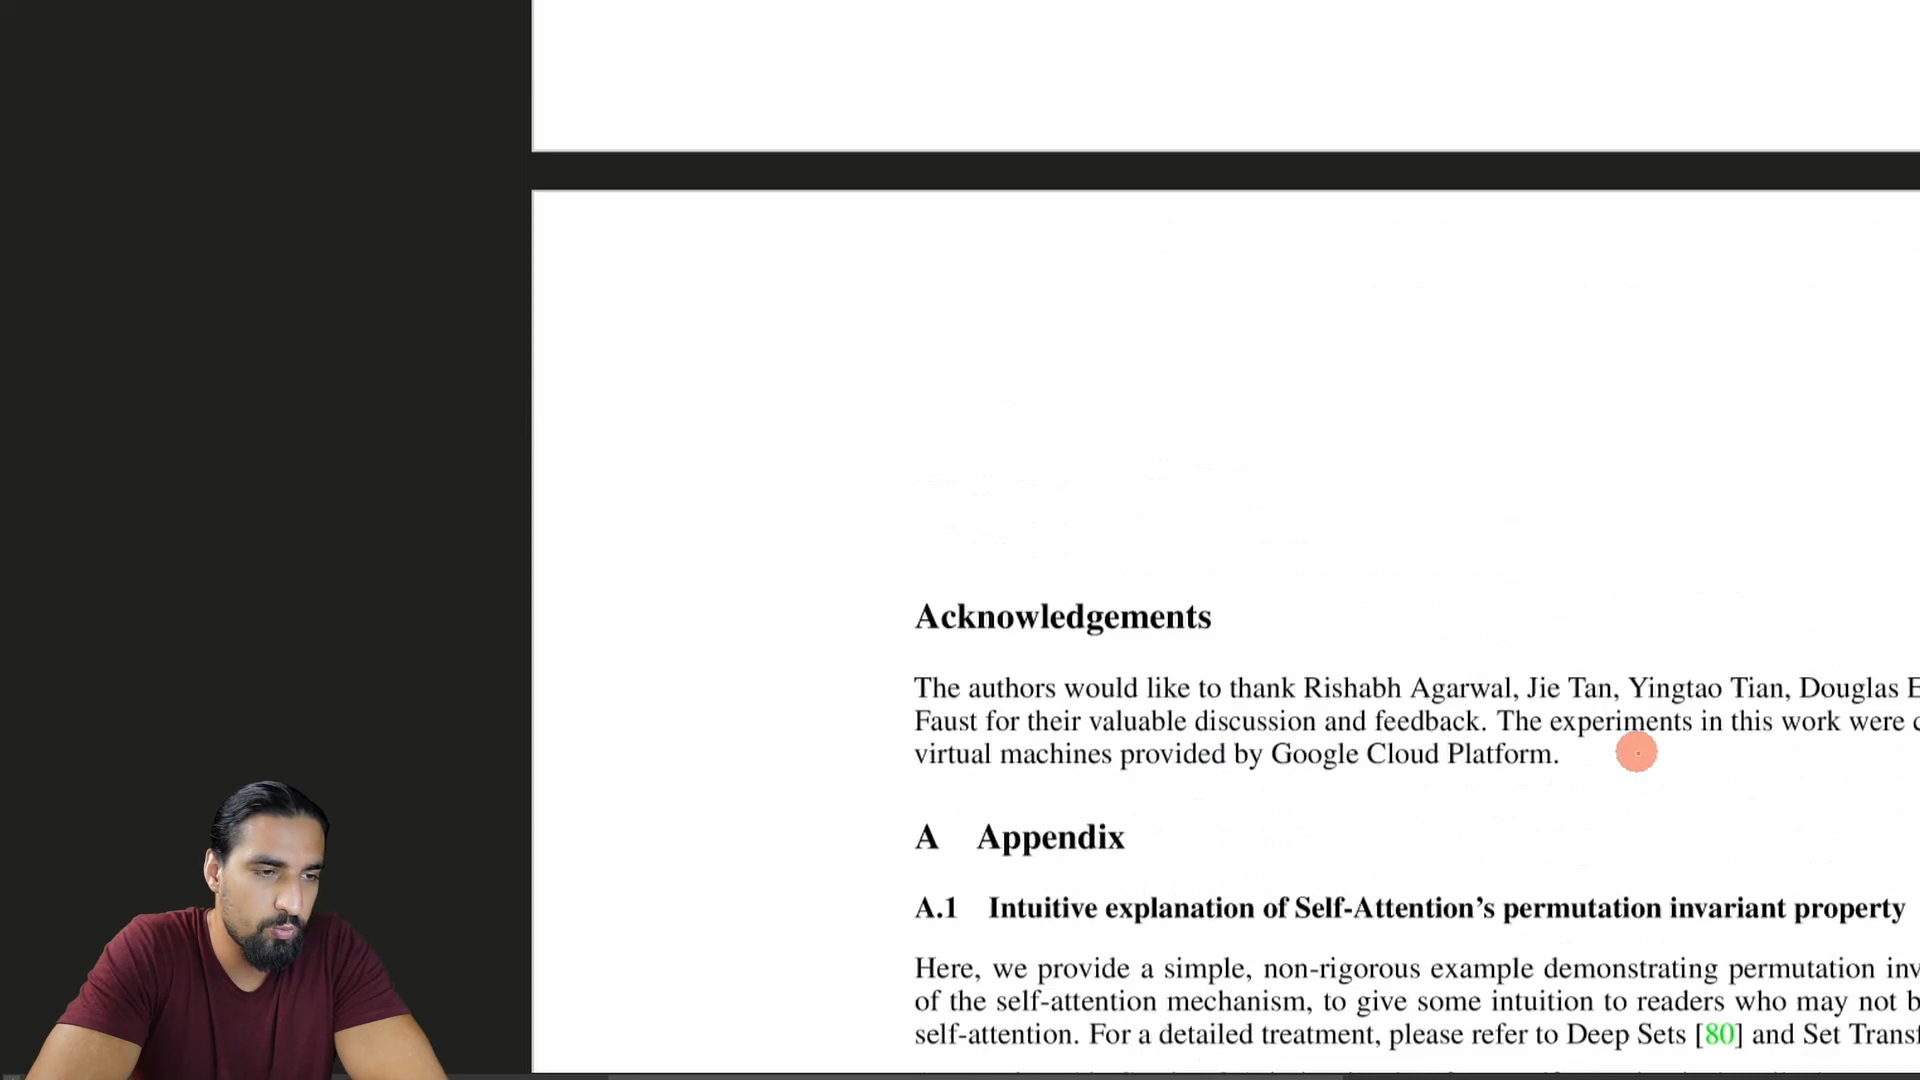 Acknowledgements
The authors would like to thank Rishabh Agarwal, Jie Tan, Yingtao Tian, Douglas
Faust for their valuable discussion and feedback. The experiments in this work were
virtual machines provided by Google Cloud Platform.
A Appendix
A.1 Intuitive explanation of Self-Attention’s permutation invariant property
Here, we provide a simple, non-rigorous example demonstrating permutation
of the self-attention mechanism, to give some intuition to readers who may not
self-attention. For a detailed treatment, please refer to Deep Sets [80] and Set